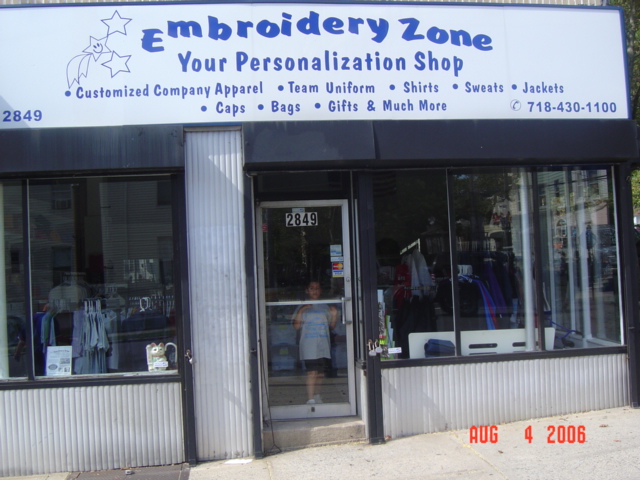 Embroidery Zone
Your Personalization Shop
• Customized Company Apparel • Team Uniform • Shirts • Sweats • Jackets
• Caps • Bags • Gifts & Much More
2849
✆ 718-430-1100
2849
AUG 4 2006